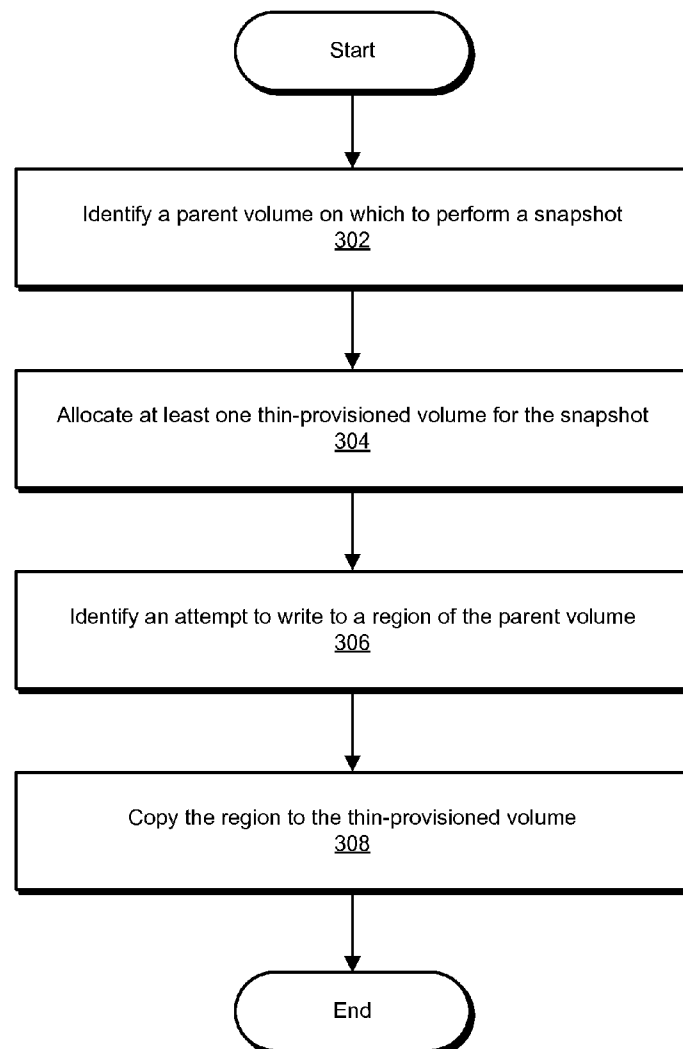 Start
Identify a parent volume on which to perform a snapshot
302
Allocate at least one thin-provisioned volume for the snapshot
304
Identify an attempt to write to a region of the parent volume
306
Copy the region to the thin-provisioned volume
308
End